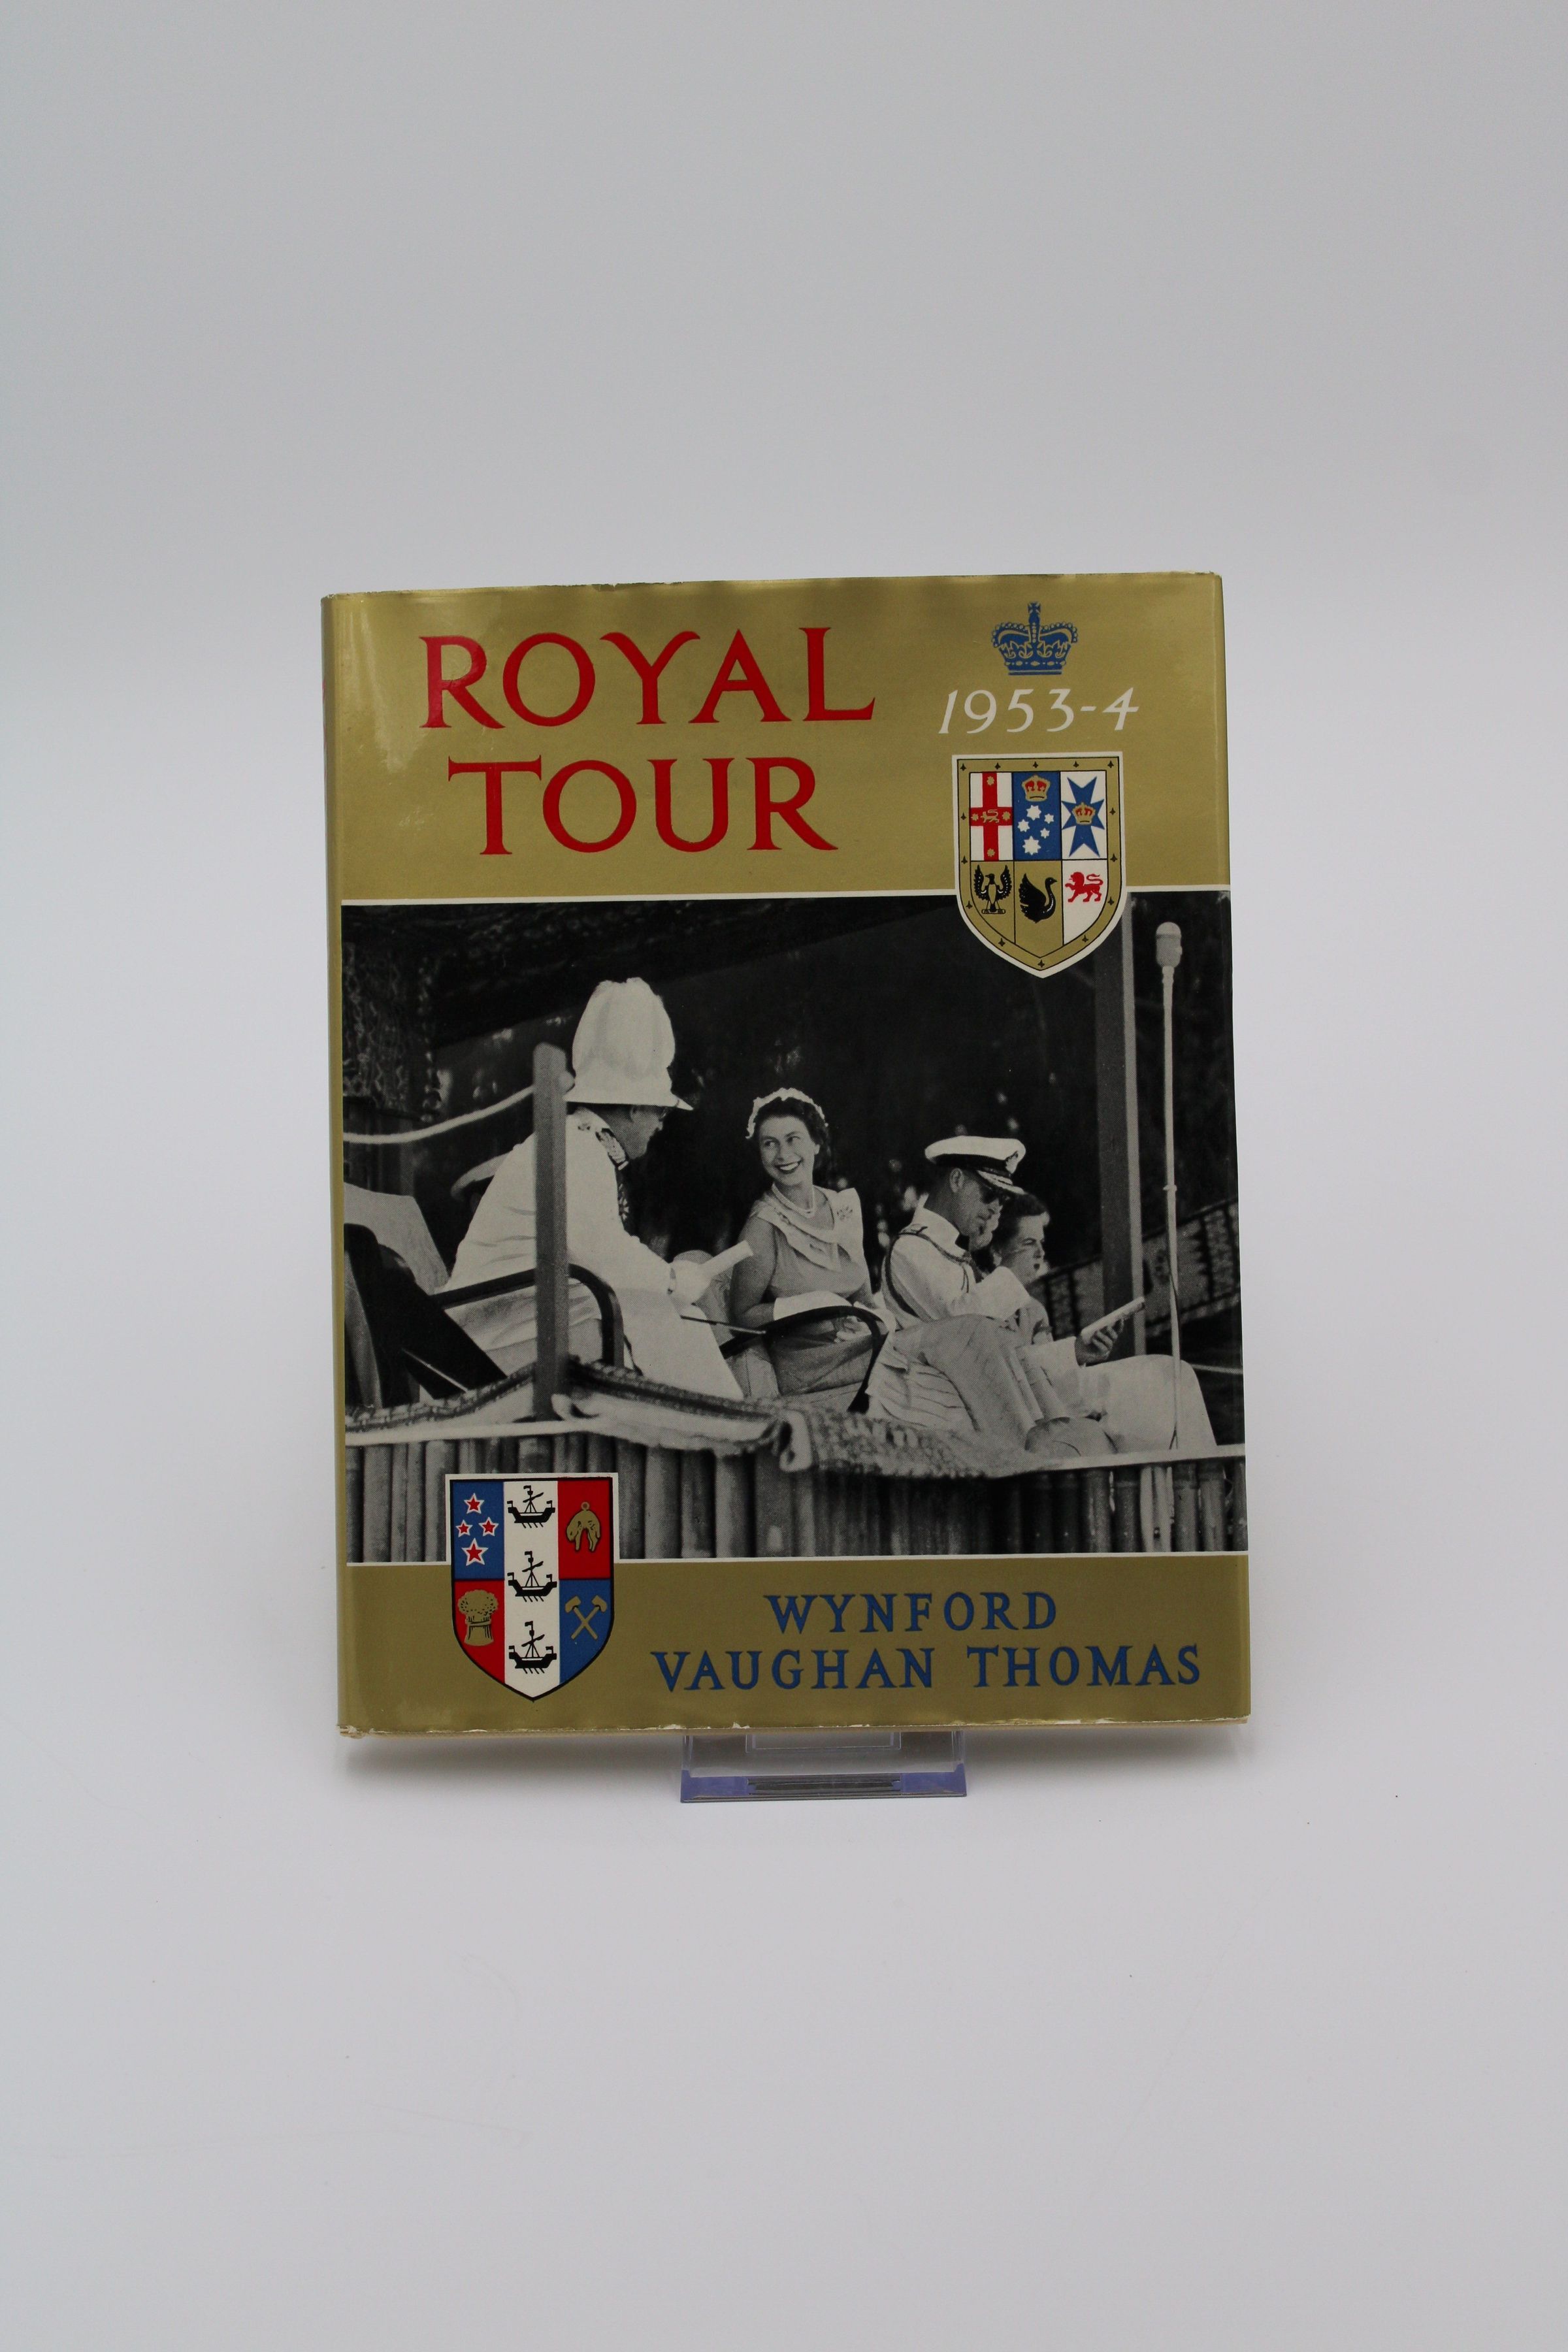 ROYAL
TOUR
1953-4
WYNFORD
VAUGHAN THOMAS